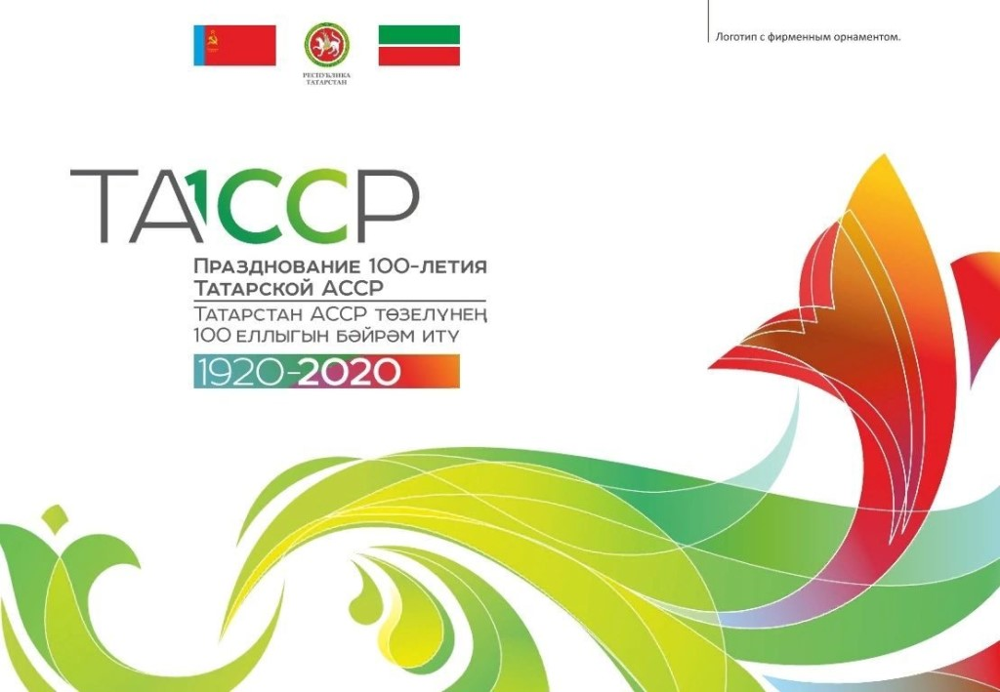 Логотип с фирменным орнаментом.
РЕСПУБЛИКА
ТАТАРСТАН
ТА1ССР
Празднование 100-летия
Татарской АССР
Татарстан АССР төзелүнең
100 еллыгын бәйрәм итү
1920-2020